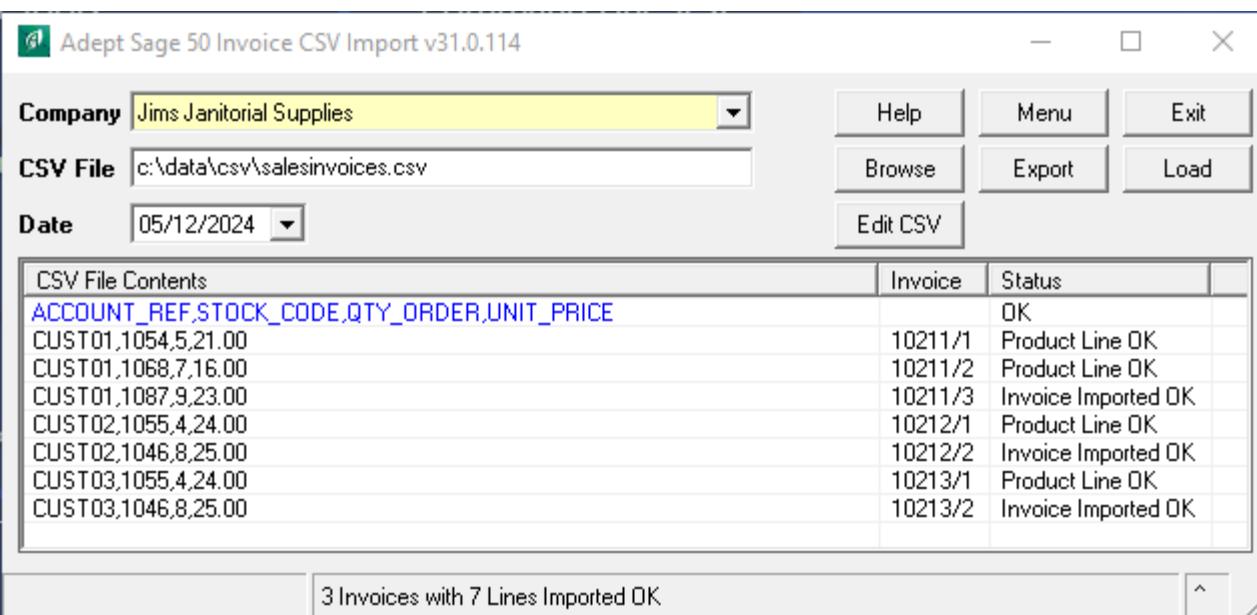 Adept Sage 50 Invoice CSV Import v31.0.114
Company Jims Janitorial Supplies Help Menu Exit
CSV File c:\data\csv\salesinvoices.csv Browse Export Load
Date 05/12/2024 Edit CSV
CSV File Contents Invoice Status
ACCOUNT_REF,STOCK_CODE,QTY_ORDER,UNIT_PRICE OK
CUST01,1054,5,21.00 10211/1 Product Line OK
CUST01,1068,7,16.00 10211/2 Product Line OK
CUST01,1087,9,23.00 10211/3 Invoice Imported OK
CUST02,1055,4,24.00 10212/1 Product Line OK
CUST02,1046,8,25.00 10212/2 Invoice Imported OK
CUST03,1055,4,24.00 10213/1 Product Line OK
CUST03,1046,8,25.00 10213/2 Invoice Imported OK
3 Invoices with 7 Lines Imported OK